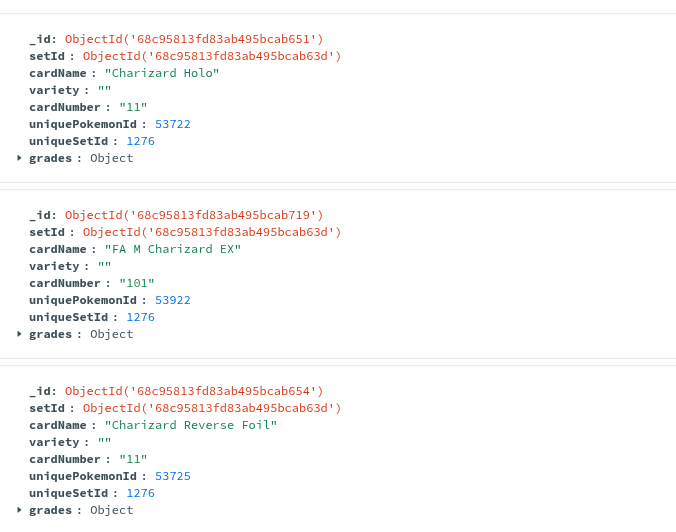 _id: ObjectId('68c95813fd83ab495bcab651')
setId : ObjectId('68c95813fd83ab495bcab63d')
cardName : "Charizard Holo"
variety : ""
cardNumber : "11"
uniquePokemonId : 53722
uniqueSetId : 1276
grades : Object
_id: ObjectId('68c95813fd83ab495bcab719')
setId : ObjectId('68c95813fd83ab495bcab63d')
cardName : "FA M Charizard EX"
variety : ""
cardNumber : "101"
uniquePokemonId : 53922
uniqueSetId : 1276
grades : Object
_id: ObjectId('68c95813fd83ab495bcab654')
setId : ObjectId('68c95813fd83ab495bcab63d')
cardName : "Charizard Reverse Foil"
variety : ""
cardNumber : "11"
uniquePokemonId : 53725
uniqueSetId : 1276
grades : Object